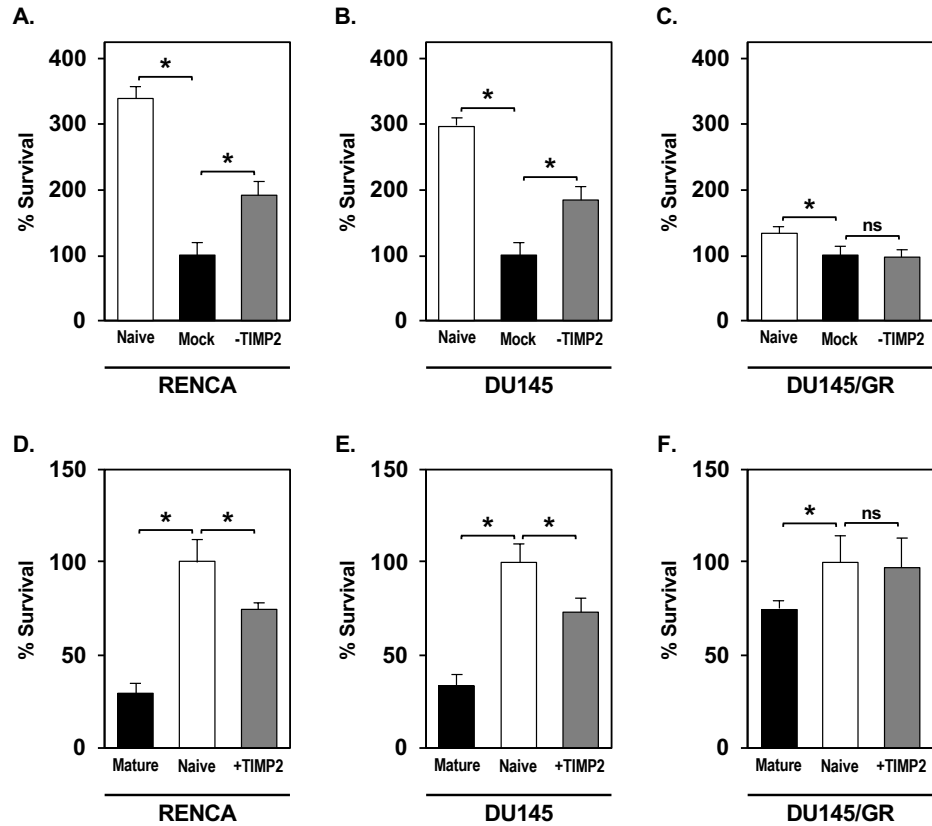 A.
B.
C.
% Survival
400
300
200
100
0
*
*
Naive Mock -TIMP2
RENCA
% Survival
400
300
200
100
0
*
*
Naive Mock -TIMP2
DU145
% Survival
400
300
200
100
0
*
ns
Naive Mock -TIMP2
DU145/GR
D.
E.
F.
% Survival
150
100
50
0
*
*
Mature Naive +TIMP2
RENCA
% Survival
150
100
50
0
*
*
Mature Naive +TIMP2
DU145
% Survival
150
100
50
0
*
ns
Mature Naive +TIMP2
DU145/GR